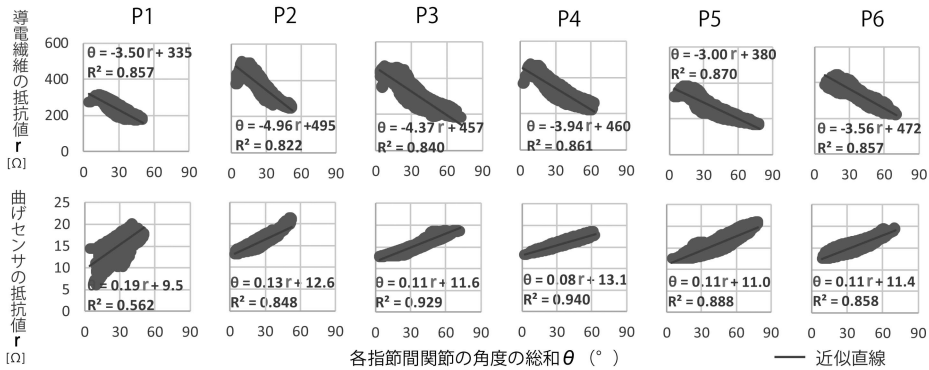 P1 P2 P3 P4 P5 P6
導電繊維の抵抗値 r [Ω]
600
400
200
0
θ = -3.50 r + 335
R² = 0.857
θ = -4.96 r +495
R² = 0.822
θ = -4.37 r + 457
R² = 0.840
θ = -3.94 r + 460
R² = 0.861
θ = -3.00 r + 380
R² = 0.870
θ = -3.56 r + 472
R² = 0.857
0 30 60 90 0 30 60 90 0 30 60 90 0 30 60 90 0 30 60 90 0 30 60 90
曲げセンサの抵抗値 r [Ω]
25
20
15
10
5
0
θ = 0.19 r + 9.5
R² = 0.562
θ = 0.13 r + 12.6
R² = 0.848
θ = 0.11 r + 11.6
R² = 0.929
θ = 0.08 r + 13.1
R² = 0.940
θ = 0.11 r + 11.0
R² = 0.888
θ = 0.11 r + 11.4
R² = 0.858
0 30 60 90 0 30 60 90 0 30 60 90 0 30 60 90 0 30 60 90 0 30 60 90
各指節間関節の角度の総和 θ (°)
近似直線